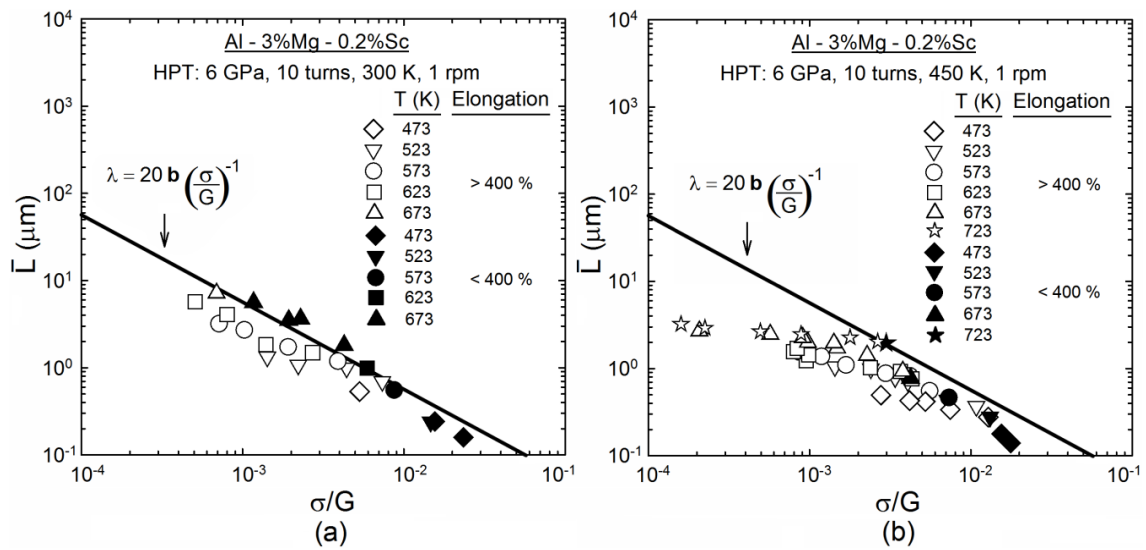 Al - 3%Mg - 0.2%Sc
HPT: 6 GPa, 10 turns, 300 K, 1 rpm
T (K) Elongation
473
523
573
623
673
> 400 %
473
523
573
623
673
< 400 %
λ = 20 b (σ/G)⁻¹
L̄ (μm)
10⁴
10³
10²
10¹
10⁰
10⁻¹
10⁻⁴ 10⁻³ 10⁻² 10⁻¹
σ/G
(a)
Al - 3%Mg - 0.2%Sc
HPT: 6 GPa, 10 turns, 450 K, 1 rpm
T (K) Elongation
473
523
573
623
673
723
> 400 %
473
523
573
673
723
< 400 %
λ = 20 b (σ/G)⁻¹
L̄ (μm)
10⁴
10³
10²
10¹
10⁰
10⁻¹
10⁻⁴ 10⁻³ 10⁻² 10⁻¹
σ/G
(b)